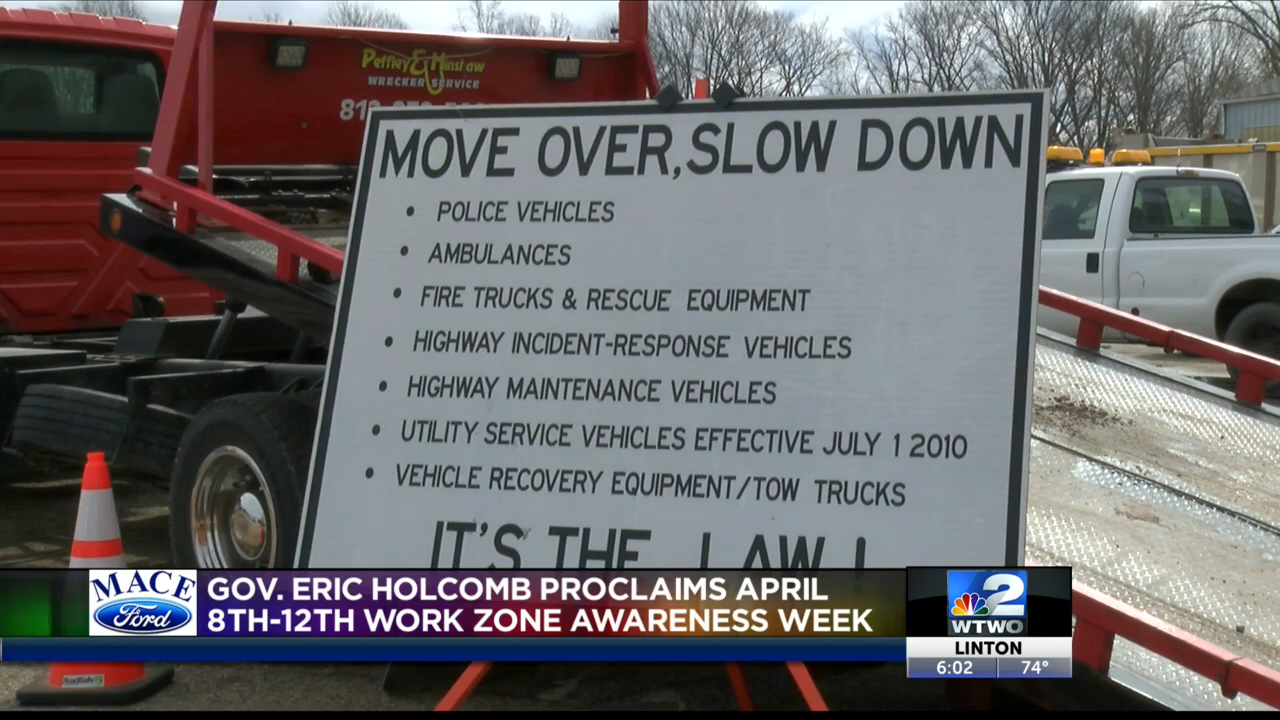 Peffley & Hinshaw
WRECKER SERVICE
MOVE OVER, SLOW DOWN
• POLICE VEHICLES
• AMBULANCES
• FIRE TRUCKS & RESCUE EQUIPMENT
• HIGHWAY INCIDENT-RESPONSE VEHICLES
• HIGHWAY MAINTENANCE VEHICLES
• UTILITY SERVICE VEHICLES EFFECTIVE JULY 1 2010
• VEHICLE RECOVERY EQUIPMENT/TOW TRUCKS
IT'S THE LAW !
MACE
Ford
GOV. ERIC HOLCOMB PROCLAIMS APRIL
8TH-12TH WORK ZONE AWARENESS WEEK
2
WTWO
LINTON
6:02 74°